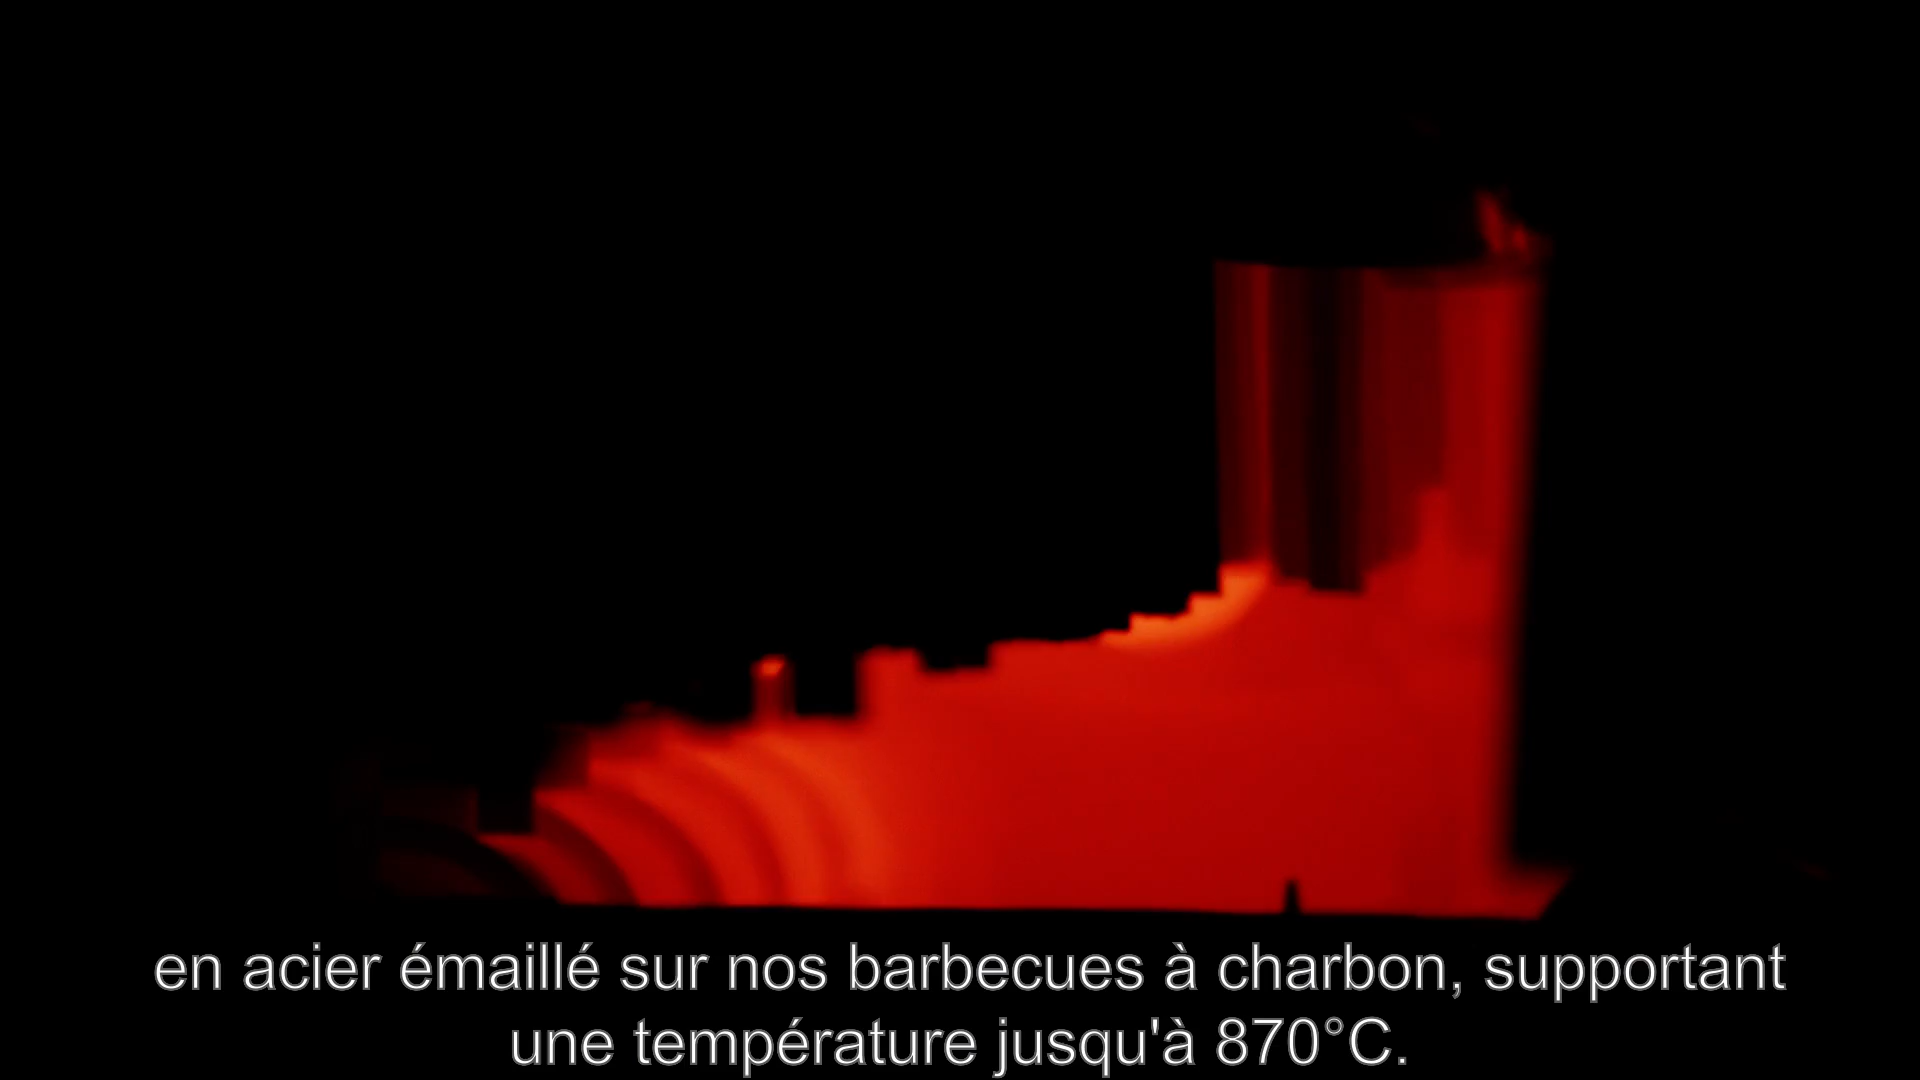 en acier émaillé sur nos barbecues à charbon, supportant
une température jusqu'à 870°C.